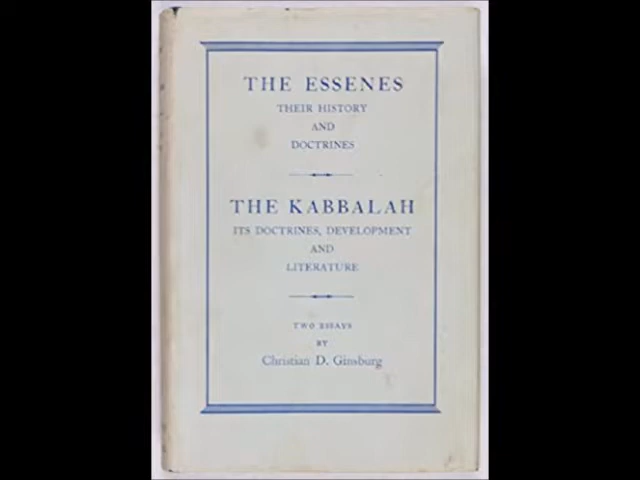 THE ESSENES
THEIR HISTORY
AND
DOCTRINES
THE KABBALAH
ITS DOCTRINES, DEVELOPMENT
AND
LITERATURE
TWO ESSAYS
BY
Christian D. Ginsburg